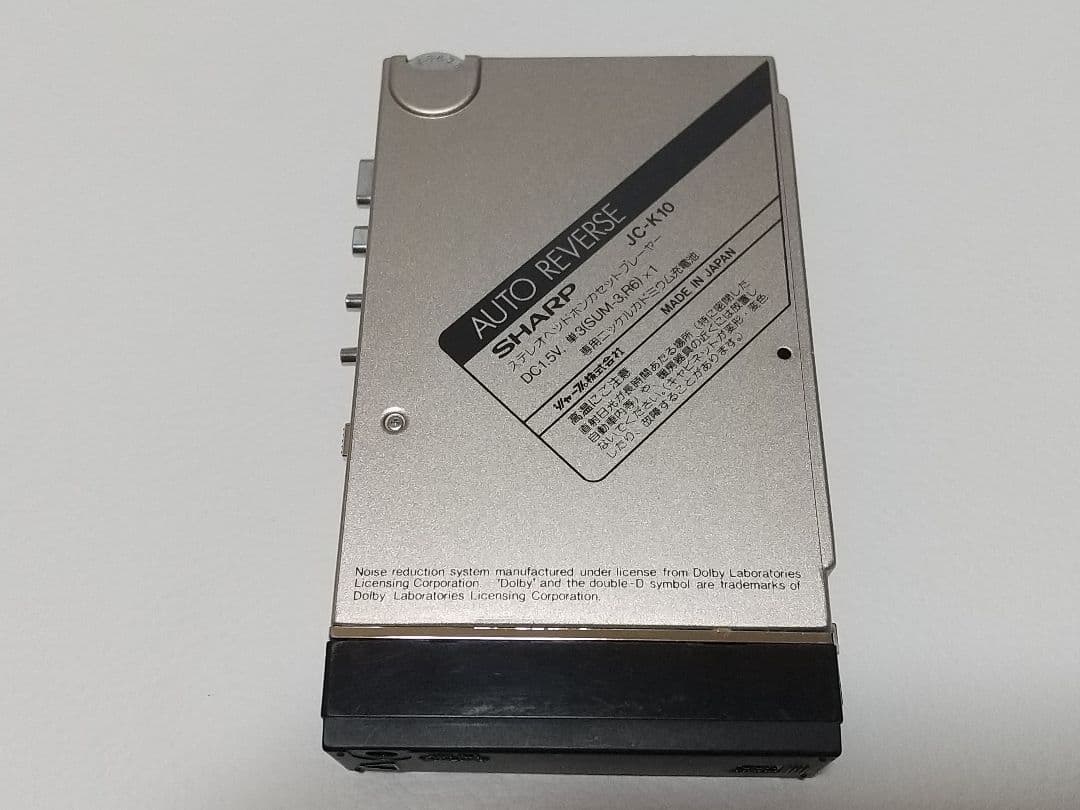 AUTO REVERSE
SHARP JC-K10
ステレオヘッドホンカセットプレーヤー
DC1.5V, 単3(SUM-3,R6)×1
専用ニッケルカドミウム充電池
シャープ株式会社 MADE IN JAPAN
高温にご注意
直射日光が長時間あたる場所(特に密閉した
自動車内等)や、暖房器具の近くには放置し
ないでください。(キャビネットが変形・変色
したり、故障することがあります。)
Noise reduction system manufactured under license from Dolby Laboratories
Licensing Corporation. 'Dolby' and the double-D symbol are trademarks of
Dolby Laboratories Licensing Corporation.